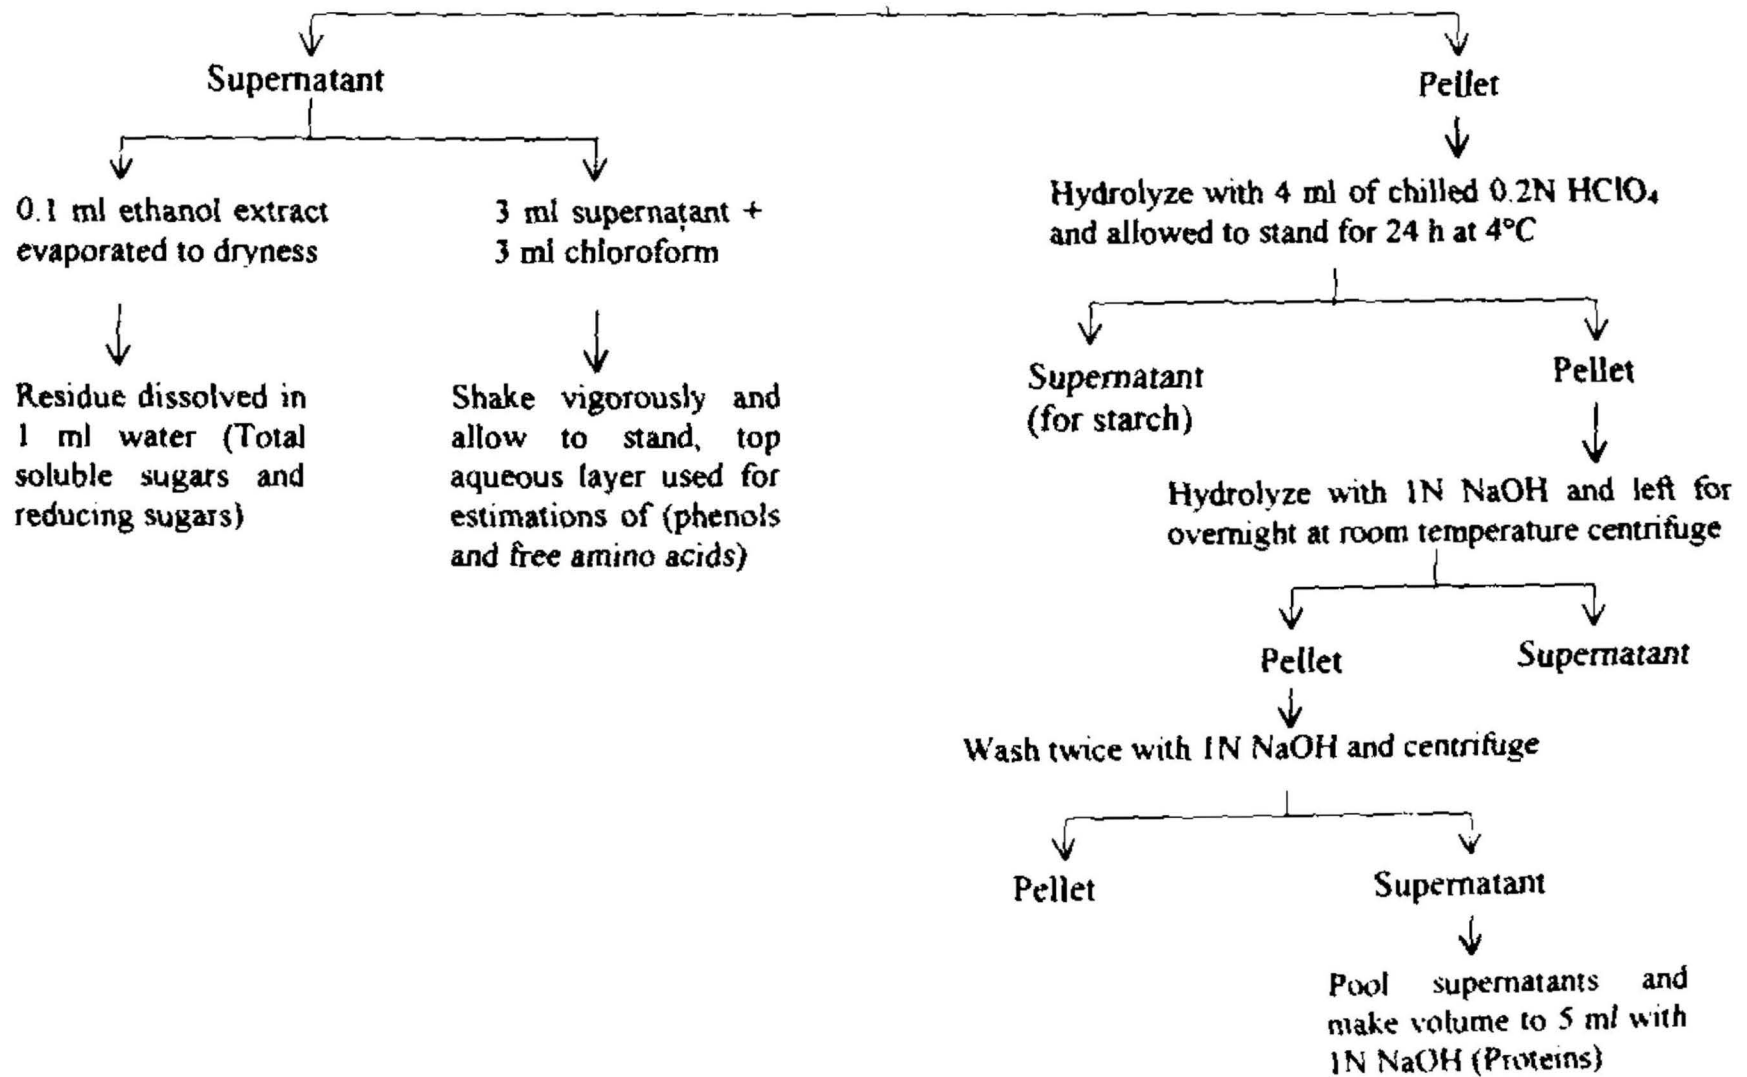 Supernatant
Pellet
0.1 ml ethanol extract
evaporated to dryness
3 ml supernatant +
3 ml chloroform
Hydrolyze with 4 ml of chilled 0.2N HClO₄
and allowed to stand for 24 h at 4°C
Residue dissolved in
1 ml water (Total
soluble sugars and
reducing sugars)
Shake vigorously and
allow to stand, top
aqueous layer used for
estimations of (phenols
and free amino acids)
Supernatant
(for starch)
Pellet
Hydrolyze with 1N NaOH and left for
overnight at room temperature centrifuge
Pellet
Supernatant
Wash twice with 1N NaOH and centrifuge
Pellet
Supernatant
Pool supernatants and
make volume to 5 ml with
1N NaOH (Proteins)